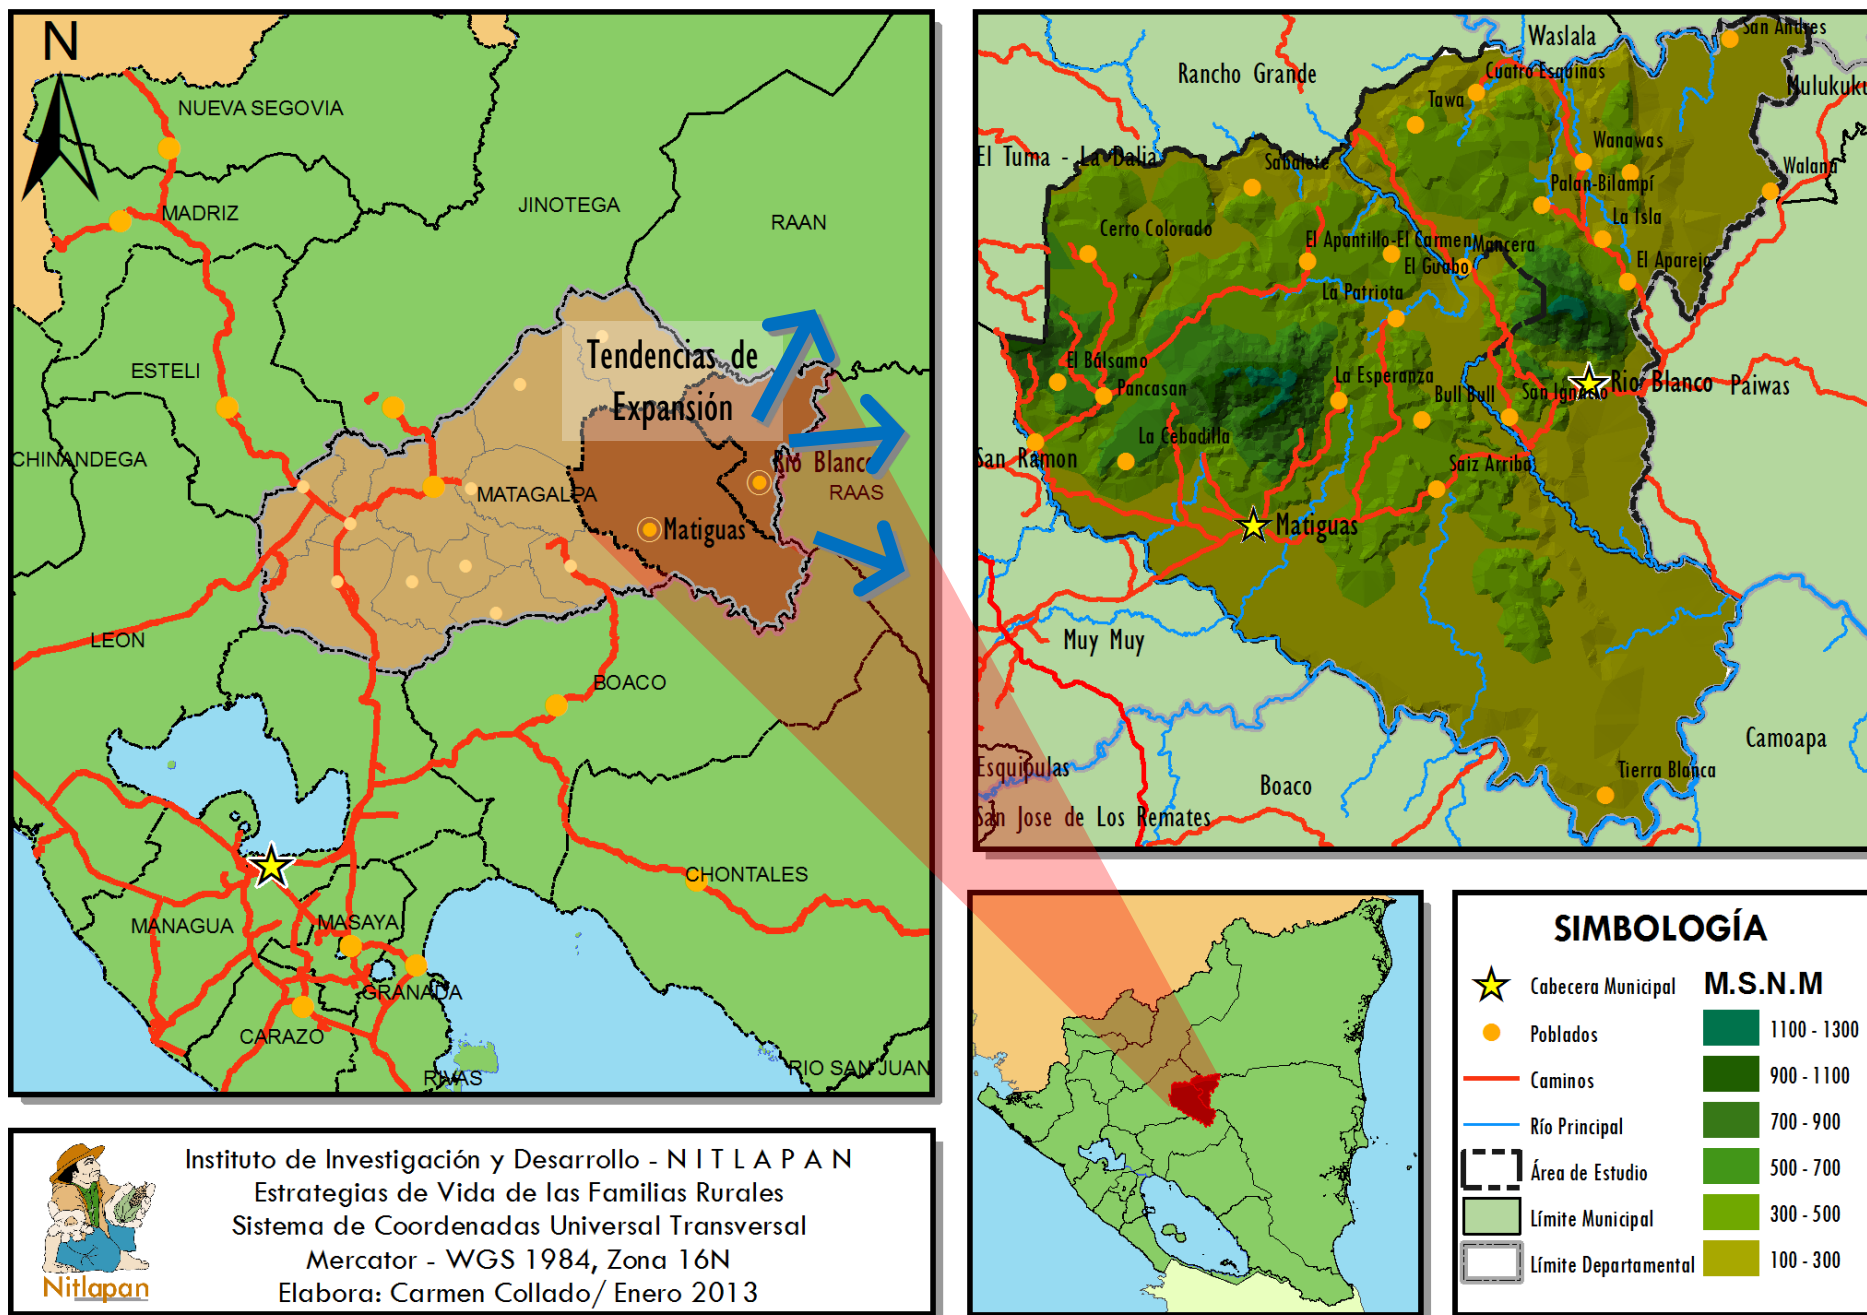 N
NUEVA SEGOVIA
MADRIZ
JINOTEGA
RAAN
ESTELI
Tendencias de
Expansión
CHINANDEGA
Río Blanco
RAAS
MATAGALPA
Matiguas
LEON
BOACO
CHONTALES
MANAGUA
MASAYA
GRANADA
CARAZO
RIVAS
RIO SAN JUAN
San Andres
Waslala
Rancho Grande
Cuatro Esquinas
Mulukuku
Tawa
El Tuma - La Dalia
Sabalete
Wanawas
Walana
Palan-Bilampí
La Isla
Cerro Colorado
El Apantillo-El Carmen
Mancera
El Guabo
El Aparejo
La Patriota
El Bálsamo
Pancasan
La Esperanza
Bull Bull
San Ignacio
Rio Blanco
Paiwas
La Cebadilla
San Ramon
Saiz Arriba
Matiguas
Muy Muy
Camoapa
Esquipulas
Boaco
Tierra Blanca
San Jose de Los Remates
SIMBOLOGÍA
Cabecera Municipal
Poblados
Caminos
Río Principal
Área de Estudio
Límite Municipal
Límite Departamental
M.S.N.M
1100 - 1300
900 - 1100
700 - 900
500 - 700
300 - 500
100 - 300
Nitlapan
Instituto de Investigación y Desarrollo - N I T L A P A N
Estrategias de Vida de las Familias Rurales
Sistema de Coordenadas Universal Transversal
Mercator - WGS 1984, Zona 16N
Elabora: Carmen Collado/ Enero 2013